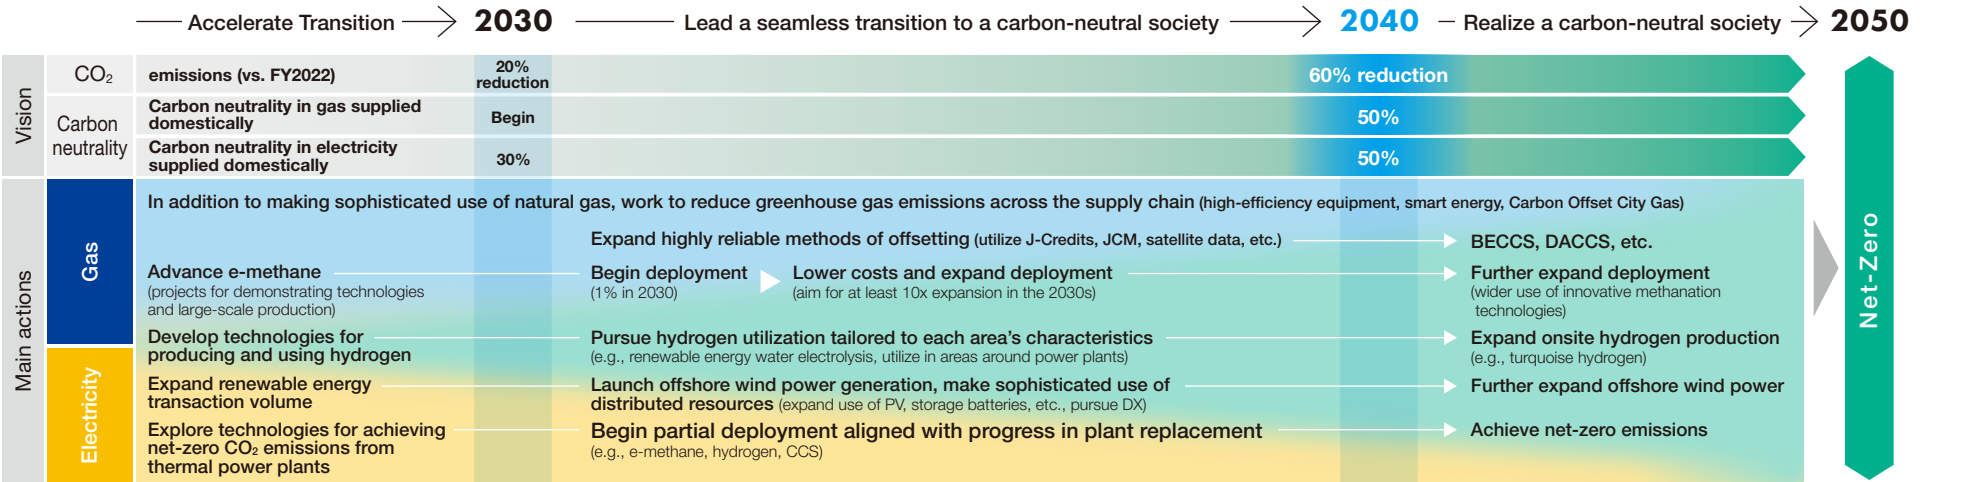 Accelerate Transition
2030
Lead a seamless transition to a carbon-neutral society
2040
Realize a carbon-neutral society
2050
Vision
CO₂
emissions (vs. FY2022)
20%
reduction
60% reduction
Carbon
neutrality
Carbon neutrality in gas supplied
domestically
Begin
50%
Carbon neutrality in electricity
supplied domestically
30%
50%
Main actions
Gas
In addition to making sophisticated use of natural gas, work to reduce greenhouse gas emissions across the supply chain (high-efficiency equipment, smart energy, Carbon Offset City Gas)
Expand highly reliable methods of offsetting (utilize J-Credits, JCM, satellite data, etc.)
BECCS, DACCS, etc.
Advance e-methane
(projects for demonstrating technologies
and large-scale production)
Begin deployment
(1% in 2030)
Lower costs and expand deployment
(aim for at least 10x expansion in the 2030s)
Further expand deployment
(wider use of innovative methanation
technologies)
Develop technologies for
producing and using hydrogen
Pursue hydrogen utilization tailored to each area's characteristics
(e.g., renewable energy water electrolysis, utilize in areas around power plants)
Expand onsite hydrogen production
(e.g., turquoise hydrogen)
Electricity
Expand renewable energy
transaction volume
Launch offshore wind power generation, make sophisticated use of
distributed resources (expand use of PV, storage batteries, etc., pursue DX)
Further expand offshore wind power
Explore technologies for achieving
net-zero CO₂ emissions from
thermal power plants
Begin partial deployment aligned with progress in plant replacement
(e.g., e-methane, hydrogen, CCS)
Achieve net-zero emissions
Net-Zero